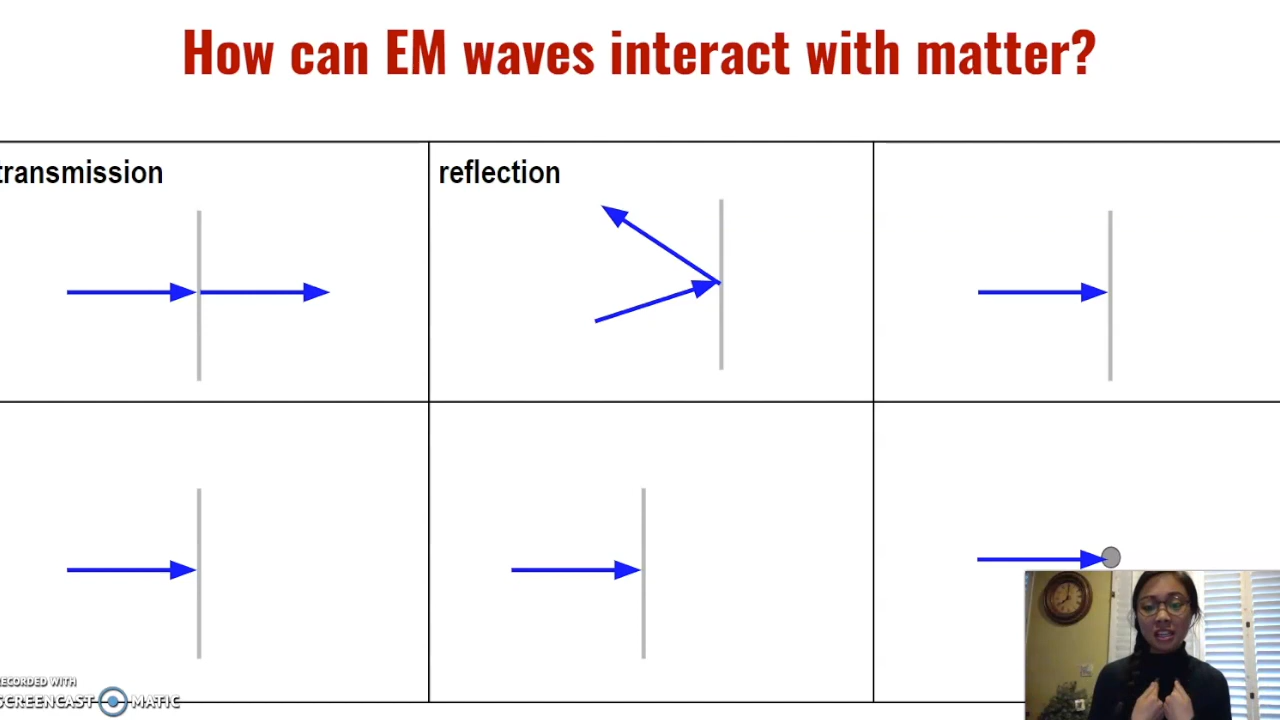 How can EM waves interact with matter?
transmission
reflection
RECORDED WITH
SCREENCAST MATIC